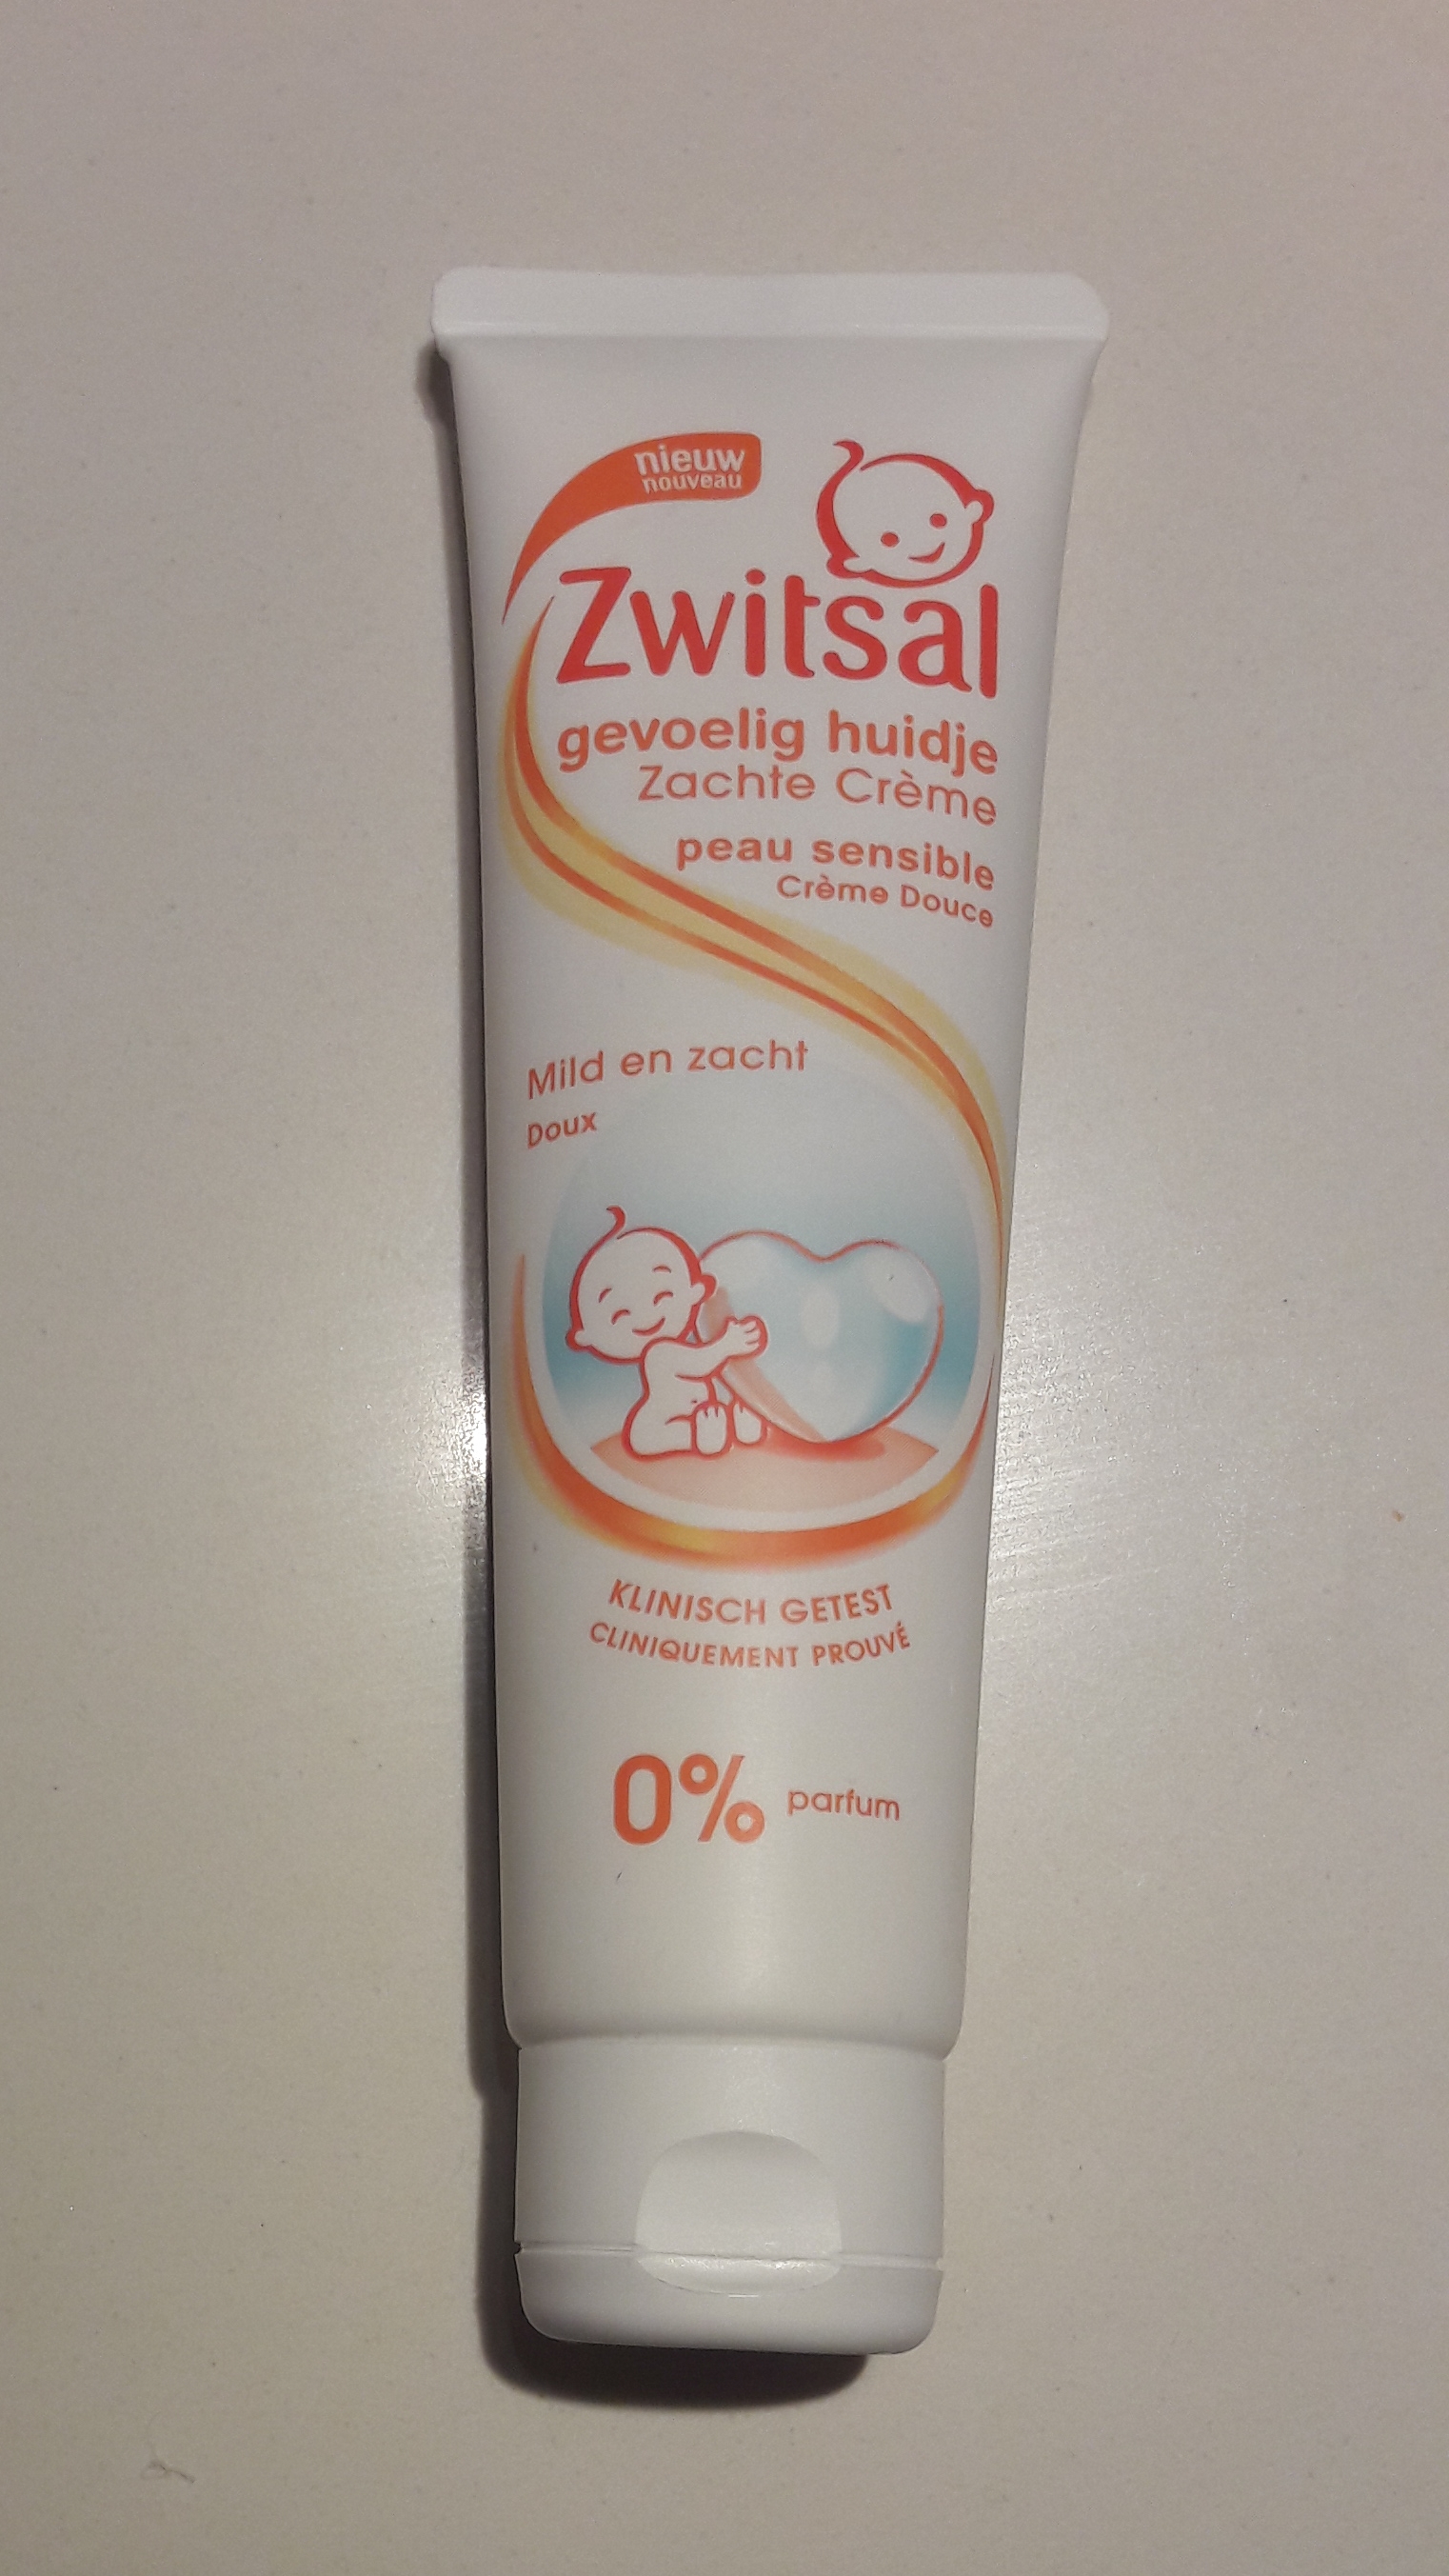 nieuw
nouveau
Zwitsal
gevoelig huidje
Zachte Crème
peau sensible
Crème Douce
Mild en zacht
Doux
KLINISCH GETEST
CLINIQUEMENT PROUVÉ
0% parfum